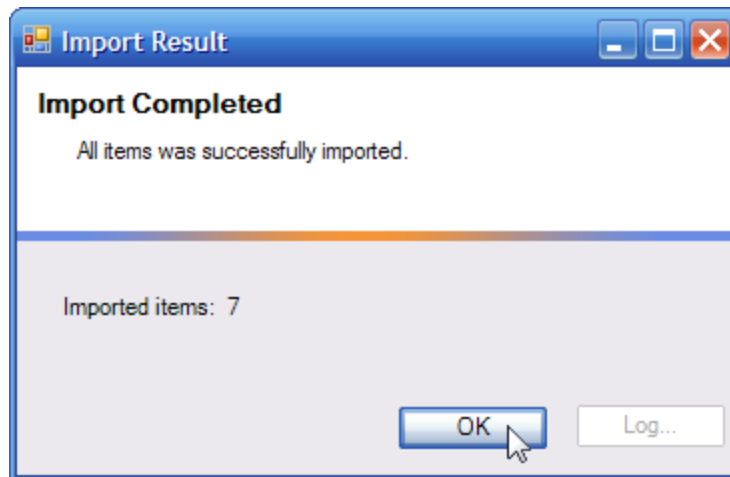 Import Result
Import Completed
All items was successfully imported.
Imported items: 7
OK
Log...